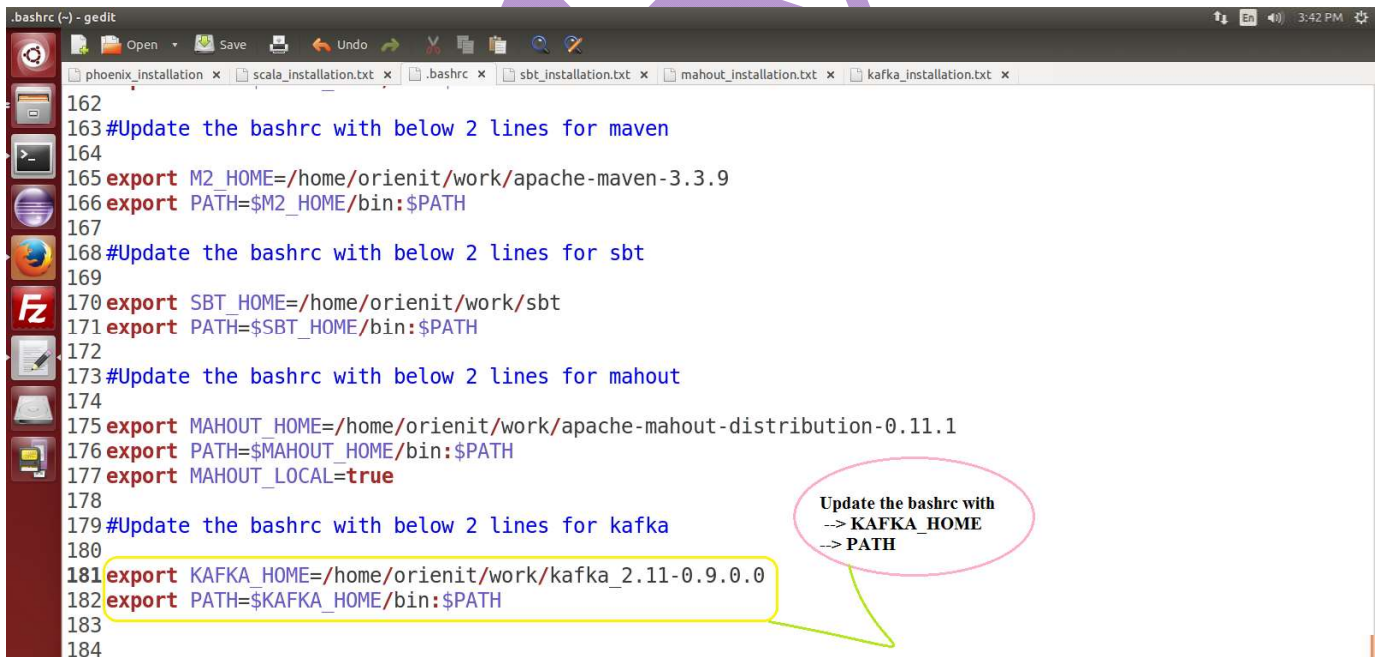 .bashrc (~) - gedit
En 3:42 PM
Open Save Undo
phoenix_installation x scala_installation.txt x .bashrc x sbt_installation.txt x mahout_installation.txt x kafka_installation.txt x
162
163 #Update the bashrc with below 2 lines for maven
164
165 export M2_HOME=/home/orienit/work/apache-maven-3.3.9
166 export PATH=$M2_HOME/bin:$PATH
167
168 #Update the bashrc with below 2 lines for sbt
169
170 export SBT_HOME=/home/orienit/work/sbt
171 export PATH=$SBT_HOME/bin:$PATH
172
173 #Update the bashrc with below 2 lines for mahout
174
175 export MAHOUT_HOME=/home/orienit/work/apache-mahout-distribution-0.11.1
176 export PATH=$MAHOUT_HOME/bin:$PATH
177 export MAHOUT_LOCAL=true
178
179 #Update the bashrc with below 2 lines for kafka
180
181 export KAFKA_HOME=/home/orienit/work/kafka_2.11-0.9.0.0
182 export PATH=$KAFKA_HOME/bin:$PATH
183
184
Update the bashrc with
--> KAFKA_HOME
--> PATH
Fz